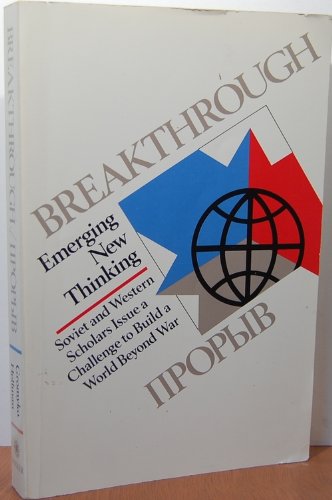 BREAKTHROUGH
Emerging
New
Thinking
Soviet and Western
Scholars Issue a
Challenge to Build a
World Beyond War
ПРОРЫВ
BREAKTHROUGH ПРОРЫВ
Gromyko
Hellman